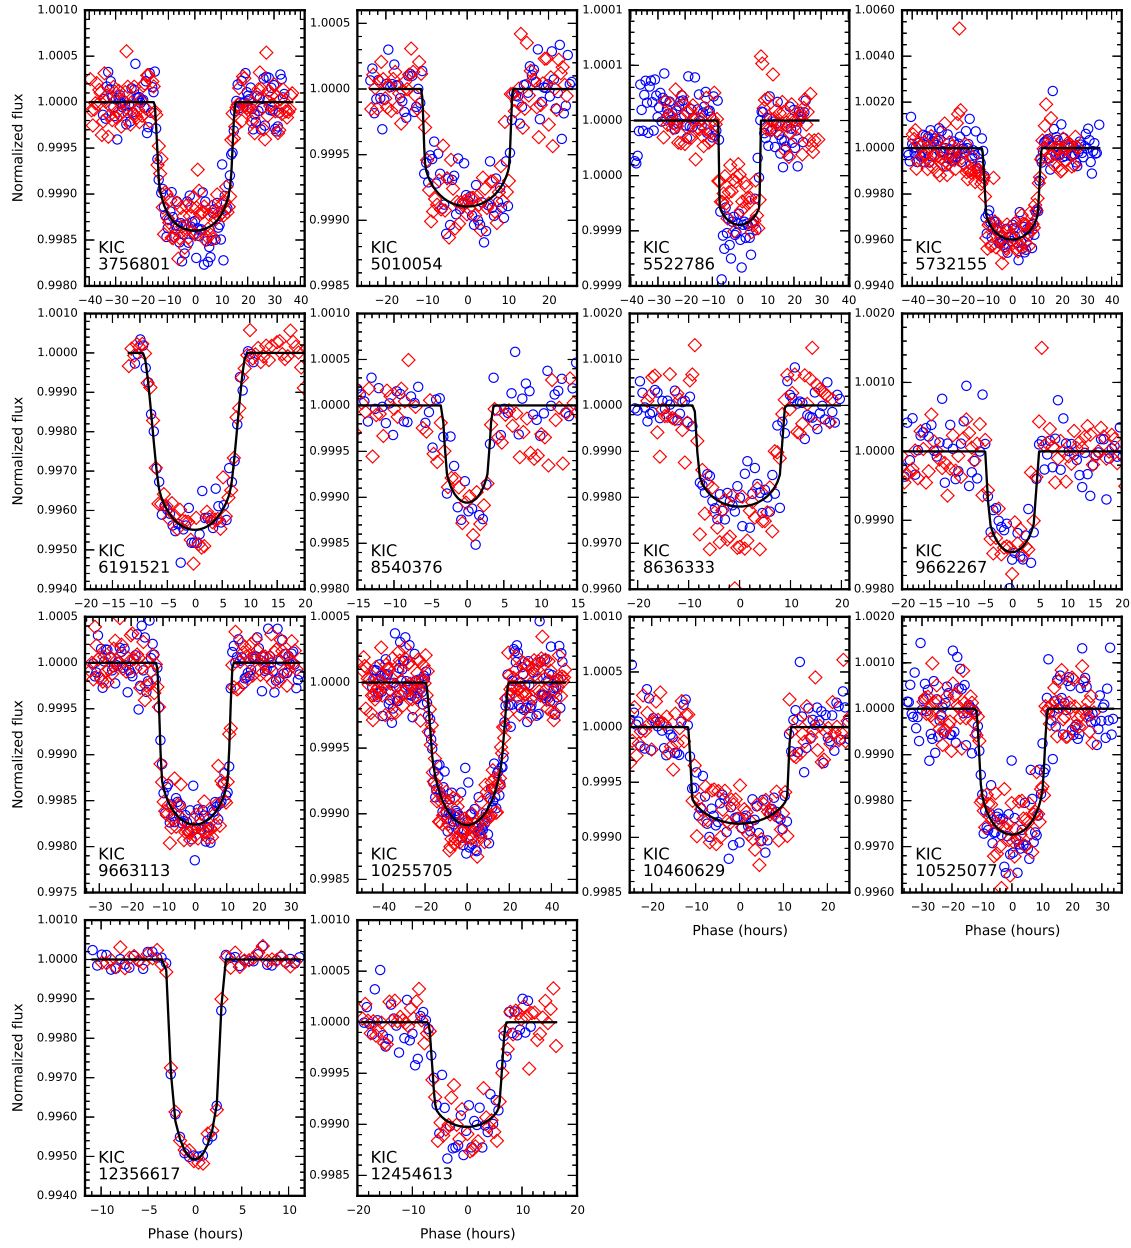 1.0010
1.0005
1.0000
0.9995
0.9990
0.9985
0.9980
−40 −30 −20 −10 0 10 20 30 40
Normalized flux
KIC
3756801
1.0005
1.0000
0.9995
0.9990
0.9985
−20 −10 0 10 20
KIC
5010054
1.0001
1.0001
1.0000
1.0000
0.9999
0.9999
−40 −30 −20 −10 0 10 20 30 40
KIC
5522786
1.0060
1.0040
1.0020
1.0000
0.9980
0.9960
0.9940
−40 −30 −20 −10 0 10 20 30 40
KIC
5732155
1.0010
1.0000
0.9990
0.9980
0.9970
0.9960
0.9950
0.9940
−20 −15 −10 −5 0 5 10 15 20
Normalized flux
KIC
6191521
1.0010
1.0005
1.0000
0.9995
0.9990
0.9985
0.9980
−15 −10 −5 0 5 10 15
KIC
8540376
1.0020
1.0010
1.0000
0.9990
0.9980
0.9970
0.9960
−20 −10 0 10 20
KIC
8636333
1.0020
1.0010
1.0000
0.9990
0.9980
−20 −15 −10 −5 0 5 10 15 20
KIC
9662267
1.0005
1.0000
0.9995
0.9990
0.9985
0.9980
0.9975
−30 −20 −10 0 10 20 30
Normalized flux
KIC
9663113
1.0005
1.0000
0.9995
0.9990
0.9985
−40 −20 0 20 40
KIC
10255705
1.0010
1.0005
1.0000
0.9995
0.9990
0.9985
−20 −10 0 10 20
Phase (hours)
KIC
10460629
1.0020
1.0010
1.0000
0.9990
0.9980
0.9970
0.9960
−30 −20 −10 0 10 20 30
Phase (hours)
KIC
10525077
1.0010
1.0000
0.9990
0.9980
0.9970
0.9960
0.9950
0.9940
−10 −5 0 5 10
Phase (hours)
Normalized flux
KIC
12356617
1.0010
1.0005
1.0000
0.9995
0.9990
0.9985
−20 −15 −10 −5 0 5 10 15 20
Phase (hours)
KIC
12454613